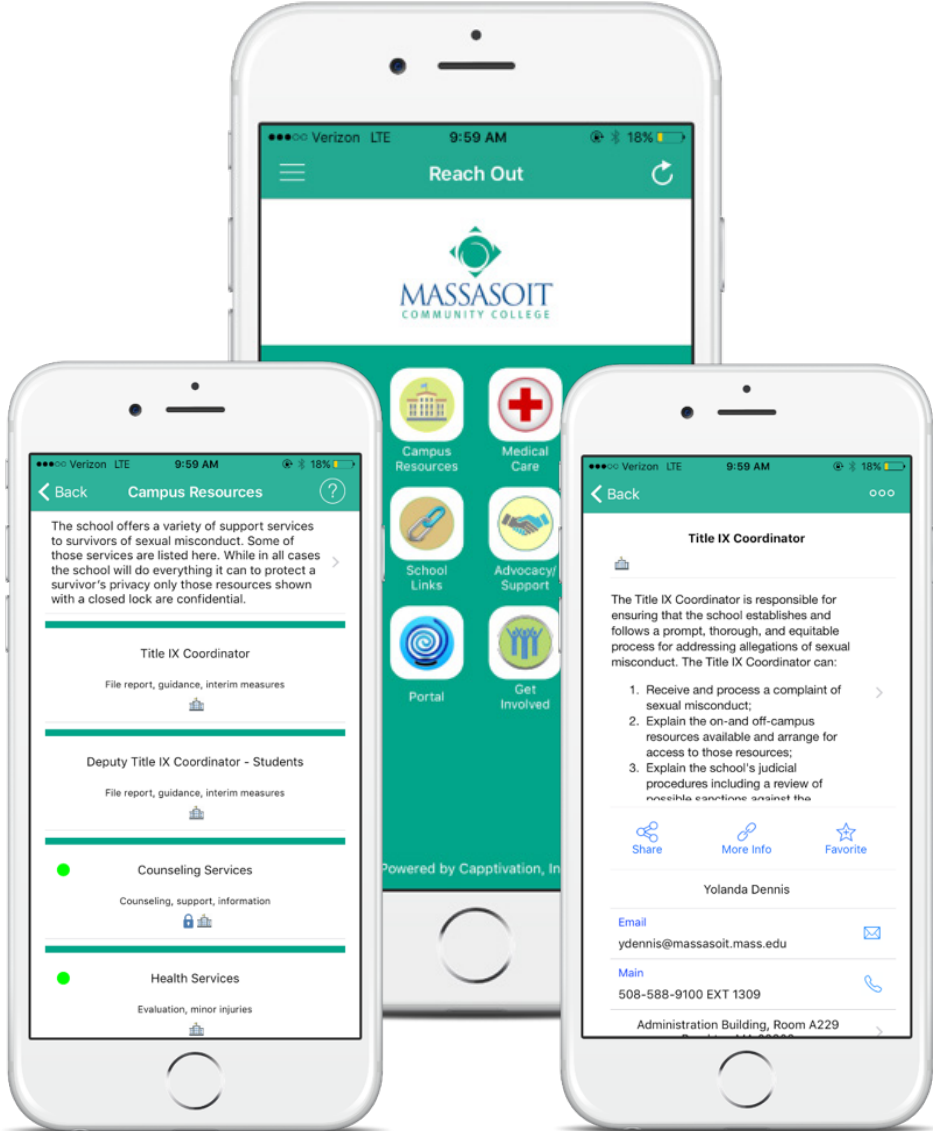 Verizon LTE 9:59 AM 18%
Reach Out
MASSASOIT
COMMUNITY COLLEGE
Campus
Resources
Medical
Care
School
Links
Advocacy/
Support
Portal
Get
Involved
Powered by Capptivation, In
Verizon LTE 9:59 AM 18%
Back Campus Resources ?
The school offers a variety of support services
to survivors of sexual misconduct. Some of
those services are listed here. While in all cases
the school will do everything it can to protect a
survivor's privacy only those resources shown
with a closed lock are confidential.
Title IX Coordinator
File report, guidance, interim measures
Deputy Title IX Coordinator - Students
File report, guidance, interim measures
Counseling Services
Counseling, support, information
Health Services
Evaluation, minor injuries
Verizon LTE 9:59 AM 18%
Back
Title IX Coordinator
The Title IX Coordinator is responsible for
ensuring that the school establishes and
follows a prompt, thorough, and equitable
process for addressing allegations of sexual
misconduct. The Title IX Coordinator can:
1. Receive and process a complaint of
sexual misconduct;
2. Explain the on-and off-campus
resources available and arrange for
access to those resources;
3. Explain the school's judicial
procedures including a review of
possible sanctions against the
Share More Info Favorite
Yolanda Dennis
Email
ydennis@massasoit.mass.edu
Main
508-588-9100 EXT 1309
Administration Building, Room A229